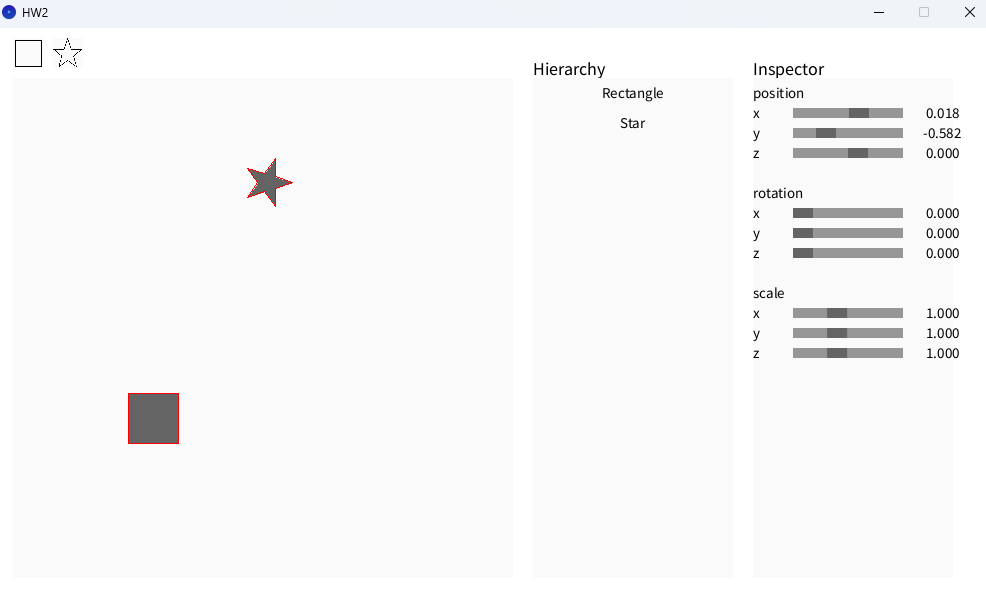 HW2
Hierarchy
Rectangle
Star
Inspector
position
x 0.018
y -0.582
z 0.000
rotation
x 0.000
y 0.000
z 0.000
scale
x 1.000
y 1.000
z 1.000